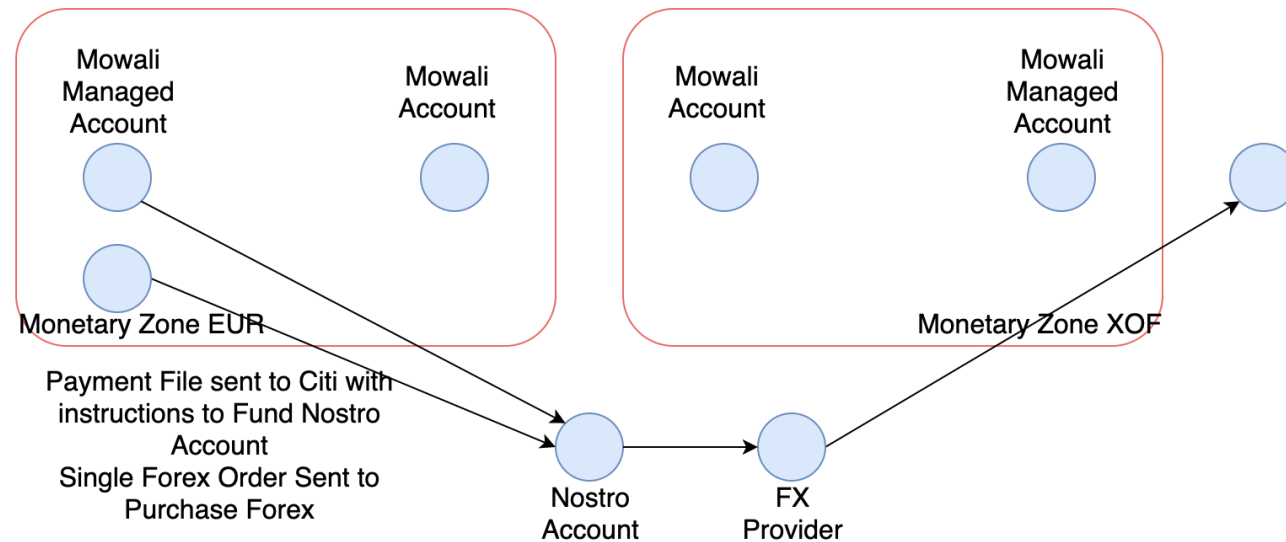 Mowali
Managed
Account
Mowali
Account
Mowali
Account
Mowali
Managed
Account
Monetary Zone EUR
Monetary Zone XOF
Payment File sent to Citi with
instructions to Fund Nostro
Account
Single Forex Order Sent to
Purchase Forex
Nostro
Account
FX
Provider